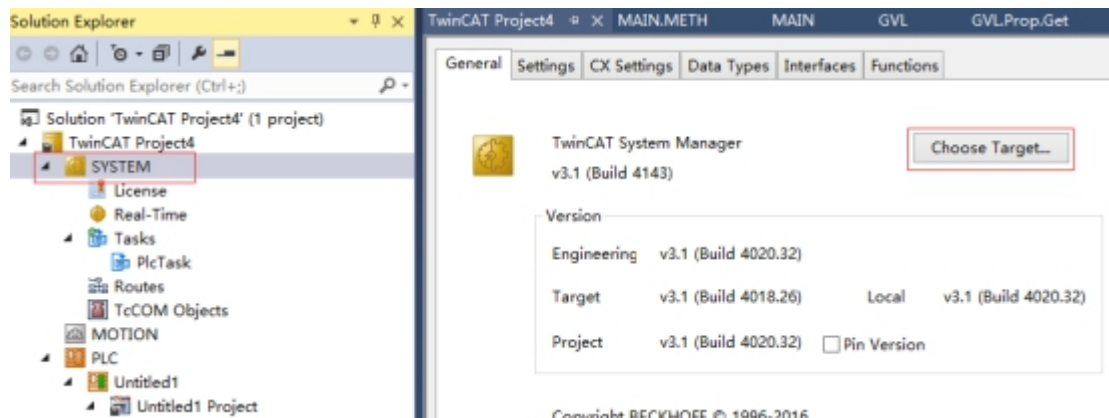 Solution Explorer
Search Solution Explorer (Ctrl+;)
Solution 'TwinCAT Project4' (1 project)
TwinCAT Project4
SYSTEM
License
Real-Time
Tasks
PlcTask
Routes
TcCOM Objects
MOTION
PLC
Untitled1
Untitled1 Project
TwinCAT Project4 MAIN.METH MAIN GVL GVL.Prop.Get
General Settings CX Settings Data Types Interfaces Functions
TwinCAT System Manager
v3.1 (Build 4143)
Choose Target...
Version
Engineering v3.1 (Build 4020.32)
Target v3.1 (Build 4018.26) Local v3.1 (Build 4020.32)
Project v3.1 (Build 4020.32) Pin Version
Copyright BECKHOFF © 1996-2016